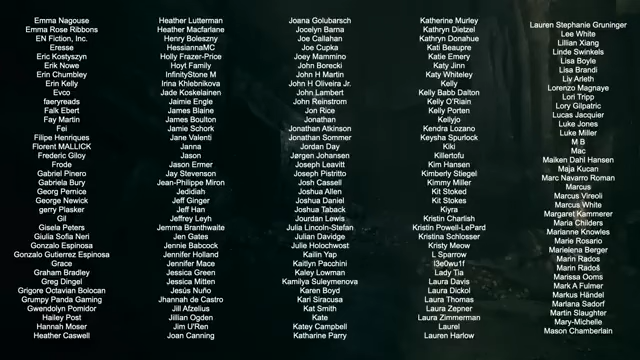 Emma Nagouse
Emma Rose Ribbons
EN Fiction, Inc.
Eresse
Eric Kostyszyn
Erik Nowe
Erin Chumbley
Erin Kelly
Evco
faeryreads
Falk Ebert
Fay Martin
Fei
Filipe Henriques
Florent MALLICK
Frederic Giloy
Frode
Gabriel Pinero
Gabriela Bury
Georg Pernice
George Newick
gerry Plasker
Gil
Gisela Peters
Giulia Sofia Neri
Gonzalo Espinosa
Gonzalo Gutierrez Espinosa
Grace
Graham Bradley
Greg Dingel
Grigore Octavian Bolocan
Grumpy Panda Gaming
Gwendolyn Pomidor
Hailey Post
Hannah Moser
Heather Caswell
Heather Lutterman
Heather Macfarlane
Henry Boleszny
HessiannaMC
Holly Frazer-Price
Hoyt Family
InfinityStone M
Irina Khlebnikova
Jade Koskelainen
Jaimie Engle
James Blaine
James Boulton
Jamie Schork
Jane Valenti
Janna
Jason
Jason Ermer
Jay Stevenson
Jean-Philippe Miron
Jedidiah
Jeff Ginger
Jeff Han
Jeffrey Leyh
Jemma Branthwaite
Jen Gates
Jennie Babcock
Jennifer Holland
Jennifer Mace
Jessica Green
Jessica Mitten
Jesús Nuño
Jhannah de Castro
Jill Afzelius
Jillian Ogden
Jim U'Ren
Joan Canning
Joana Golubarsch
Jocelyn Barna
Joe Callahan
Joe Cupka
Joey Mammino
John Borecki
John H Martin
John H Oliveira Jr.
John Lambert
John Reinstrom
Jon Rice
Jonathan
Jonathan Atkinson
Jonathan Sommer
Jordan Day
Jørgen Johansen
Joseph Leavitt
Joseph Pistritto
Josh Cassell
Joshua Allen
Joshua Daniel
Joshua Taback
Jourdan Lewis
Julia Lincoln-Stefan
Julian Davidge
Julie Holochwost
Kailin Yap
Kaitlyn Pacchini
Kaley Lowman
Kamilya Suleymenova
Karen Boyd
Kari Siracusa
Kat Smith
Kate
Katey Campbell
Katharine Parry
Katherine Murley
Kathryn Dietzel
Kathryn Donahue
Kati Beaupre
Katie Emery
Katy Jinn
Katy Whiteley
Kelly
Kelly Babb Dalton
Kelly O'Riain
Kelly Porten
Kellyjo
Kendra Lozano
Keysha Spurlock
Kiki
Killertofu
Kim Hansen
Kimberly Stiegel
Kimmy Miller
Kit Stoked
Kit Stoked
Kiyra
Kristin Charlish
Kristin Powell-LePard
Kristina Schlosser
Kristy Meow
L Sparrow
l3e0wu1f
Lady Tia
Laura Davis
Laura Dickol
Laura Thomas
Laura Zepner
Laura Zimmerman
Laurel
Lauren Harlow
Lauren Stephanie Gruninger
Lee White
Lillian Xiang
Linde Swinkels
Lisa Boyle
Lisa Brandi
Liv Arleth
Lorenzo Magnaye
Lori Tripp
Lory Gilpatric
Lucas Jacquier
Luke Jones
Luke Miller
M B
Mac
Maiken Dahl Hansen
Maja Kucan
Marc Navarro Roman
Marcus
Marcus Vireoli
Marcus White
Margaret Kammerer
Maria Childers
Marianne Knowles
Marie Rosario
Marielena Berger
Marin Rados
Marin Radoš
Marissa Ooms
Mark A Fulmer
Markus Händel
Marlana Sadorf
Martin Slaughter
Mary-Michelle
Mason Chamberlain